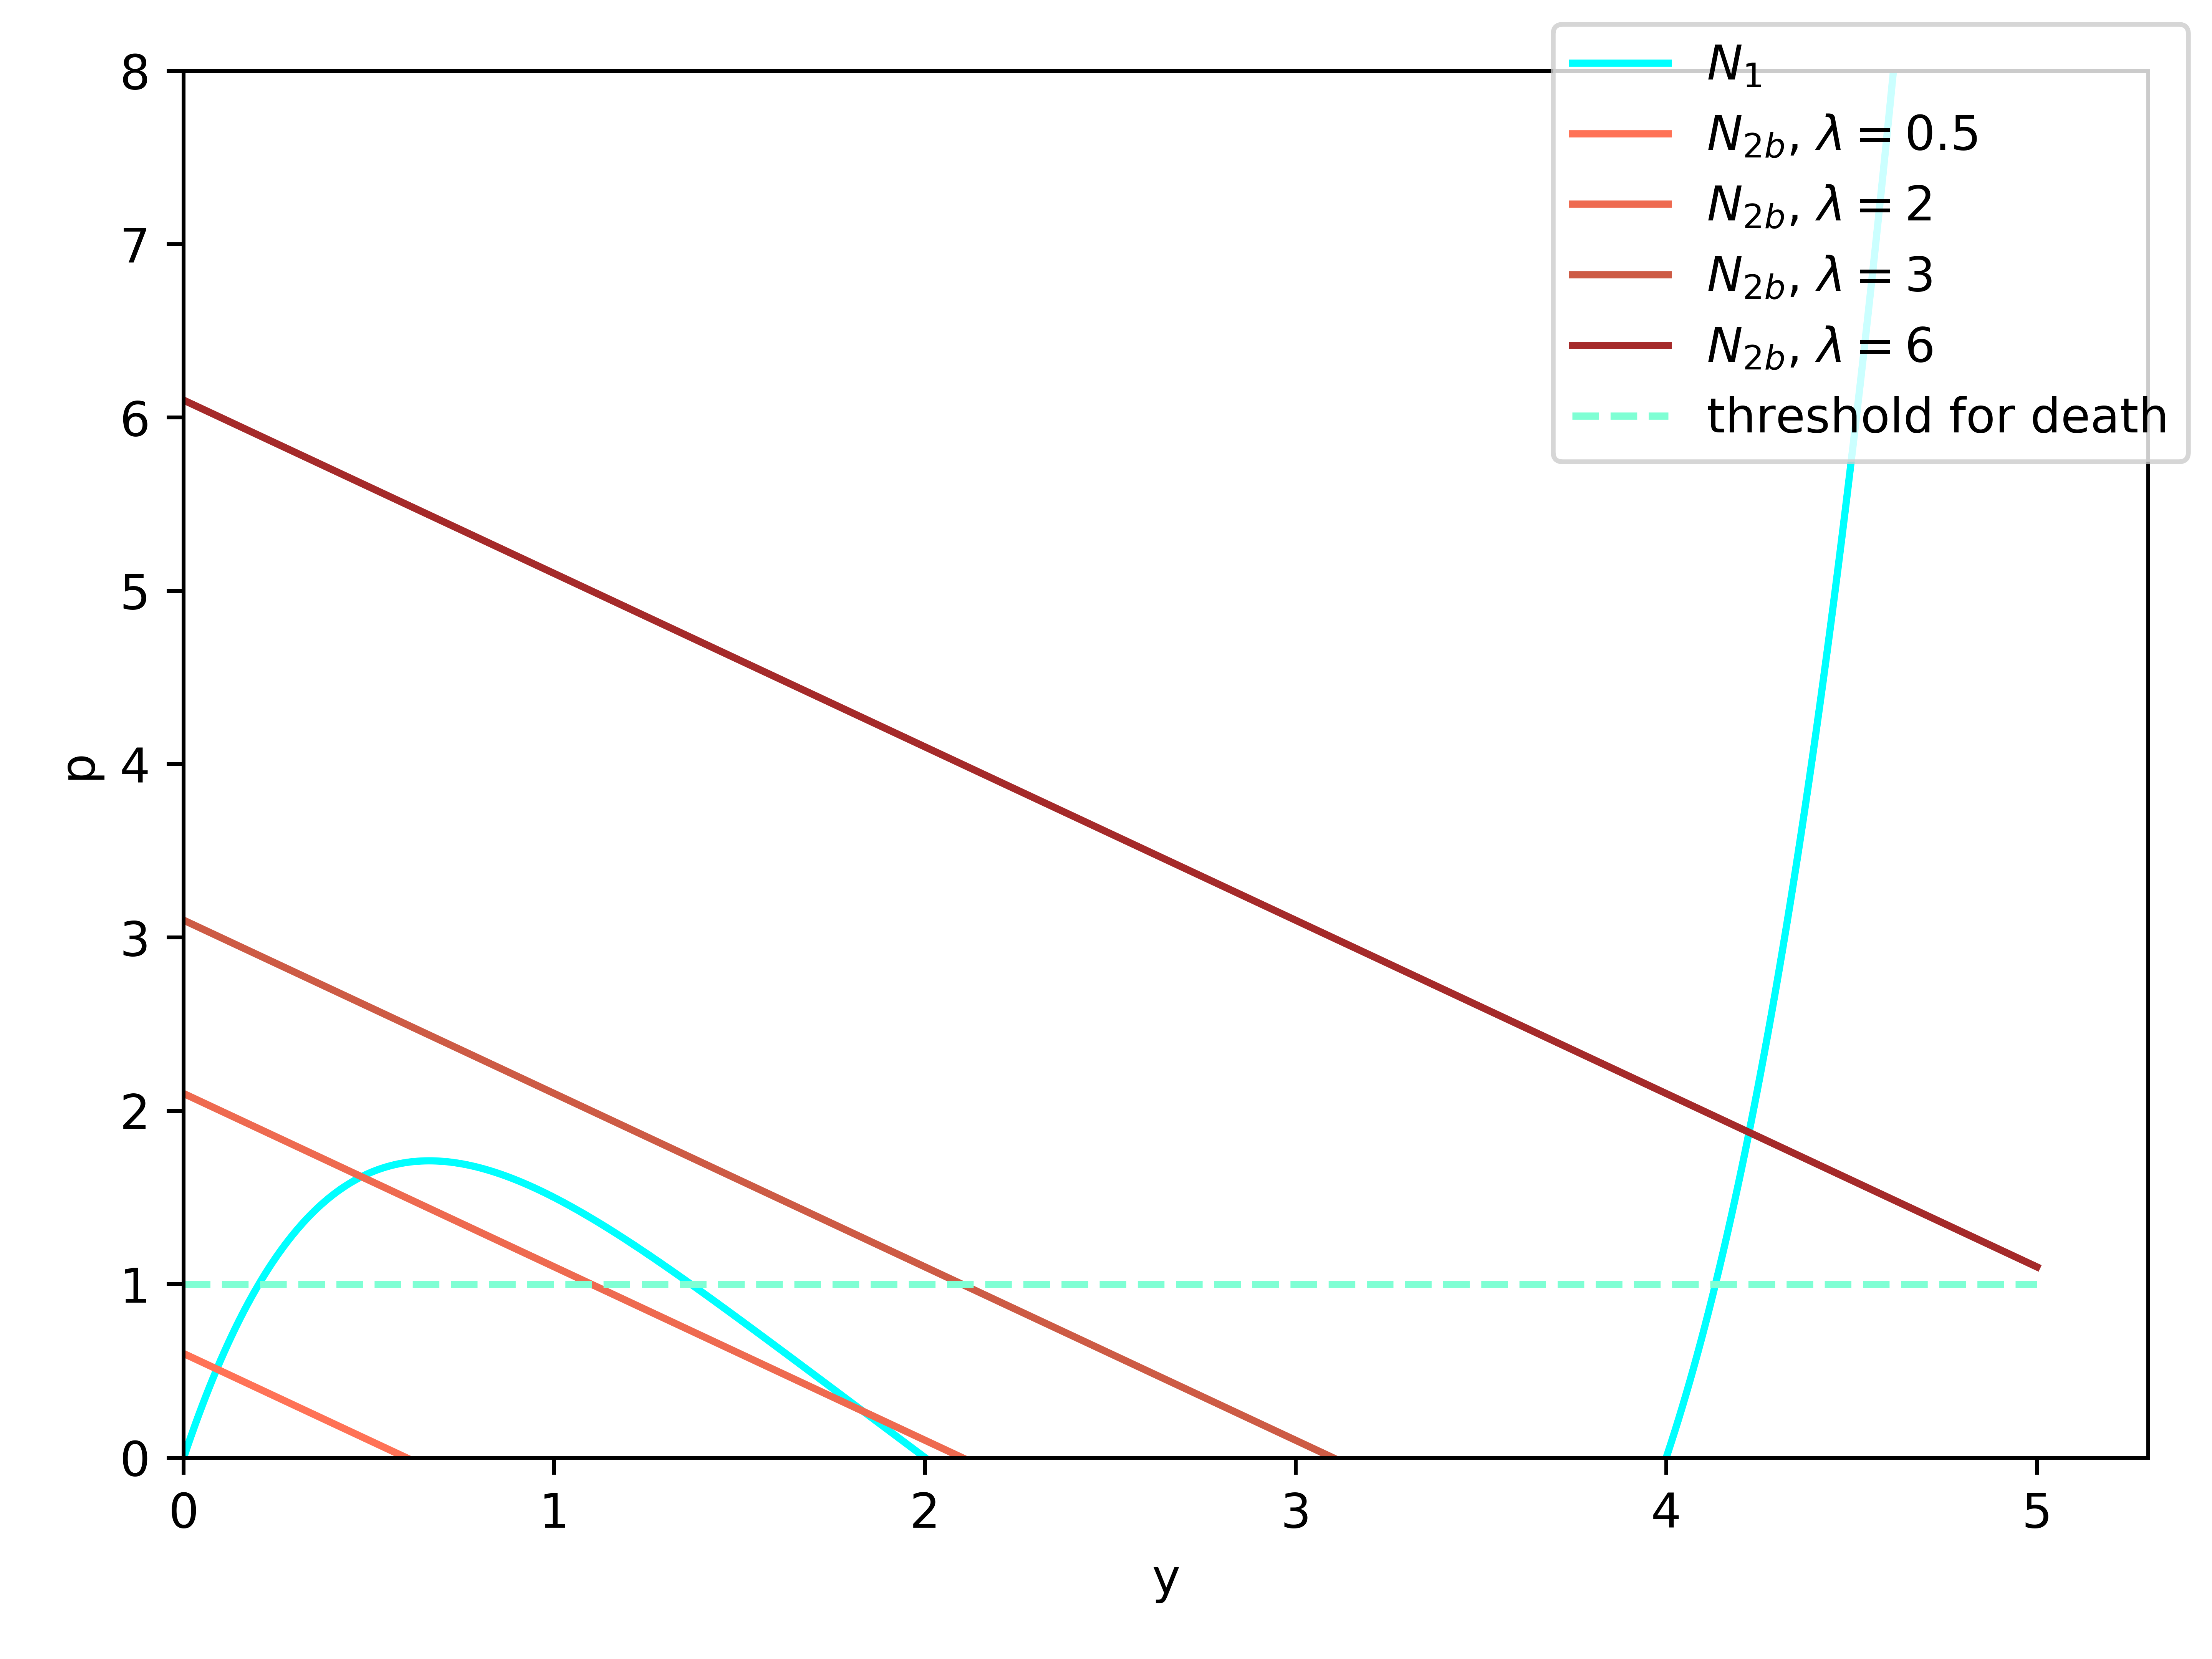 8
7
6
5
4
3
2
1
0
p
0 1 2 3 4 5
y
N₁
N₂b, λ = 0.5
N₂b, λ = 2
N₂b, λ = 3
N₂b, λ = 6
threshold for death